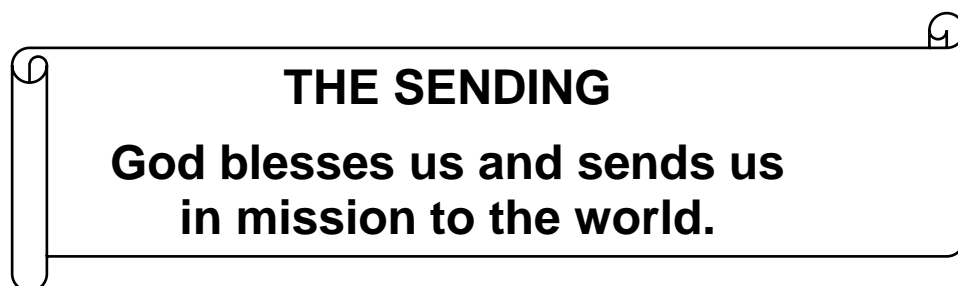 THE SENDING
God blesses us and sends us
in mission to the world.